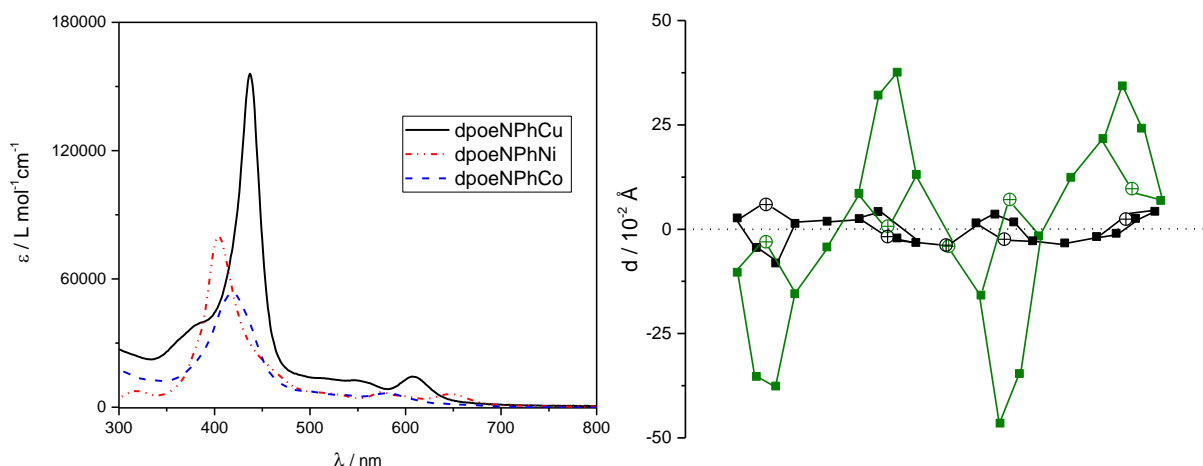 180000
120000
60000
0
ε / L mol⁻¹cm⁻¹
dpoeNPhCu
dpoeNPhNi
dpoeNPhCo
300 400 500 600 700 800
λ / nm
50
25
0
-25
-50
d / 10⁻² Å